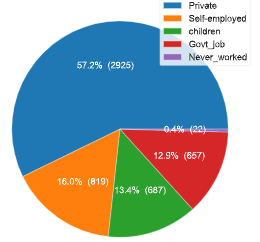 Private
Self-employed
children
Govt_job
Never_worked
57.2% (2925)
0.4% (22)
12.9% (657)
16.0% (819)
13.4% (687)